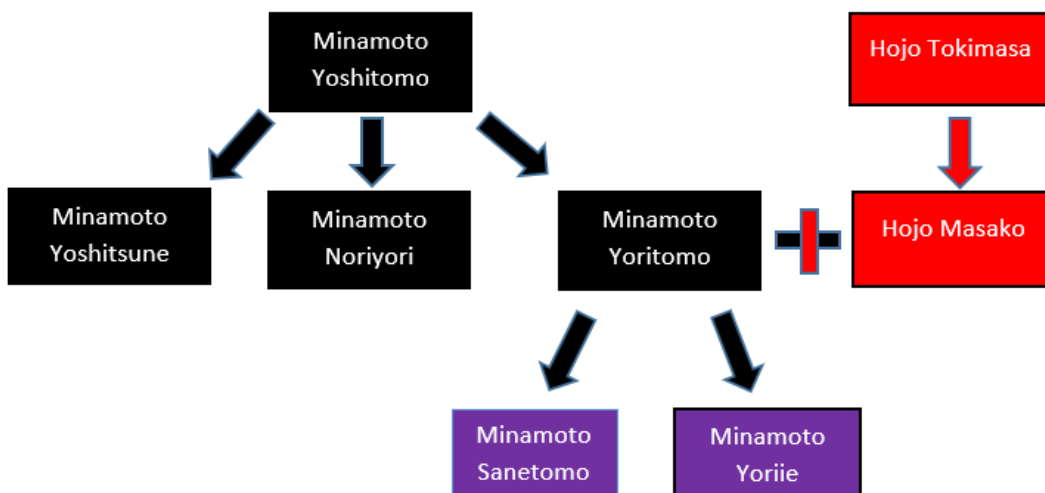 Minamoto
Yoshitomo
Hojo Tokimasa
Minamoto
Yoshitsune
Minamoto
Noriyori
Minamoto
Yoritomo
Hojo Masako
Minamoto
Sanetomo
Minamoto
Yoriie